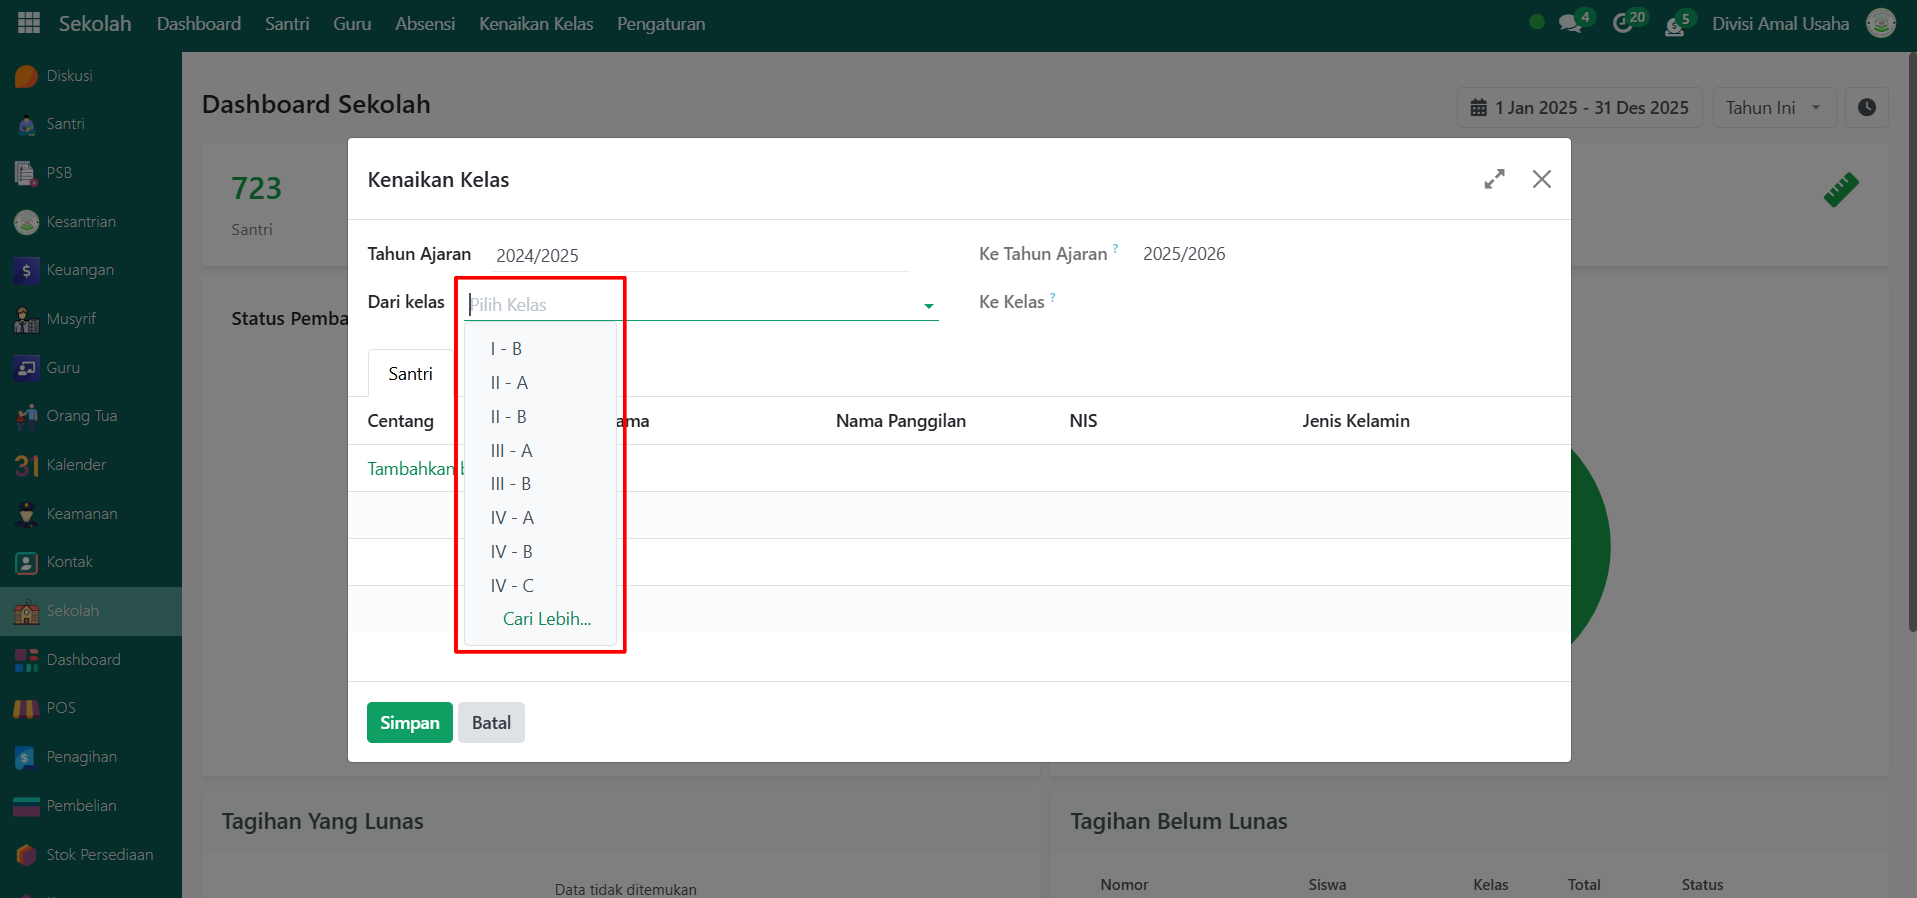 Sekolah Dashboard Santri Guru Absensi Kenaikan Kelas Pengaturan 4 20 5 Divisi Amal Usaha
Diskusi
Santri
PSB
Kesantrian
Keuangan
Musyrif
Guru
Orang Tua
31 Kalender
Keamanan
Kontak
Sekolah
Dashboard
POS
Penagihan
Pembelian
Stok Persediaan
Dashboard Sekolah
1 Jan 2025 - 31 Des 2025 Tahun Ini
723
Santri
Status Pemba
Kenaikan Kelas
Tahun Ajaran 2024/2025 Ke Tahun Ajaran ? 2025/2026
Dari kelas Pilih Kelas Ke Kelas ?
I - B
II - A
II - B
III - A
III - B
IV - A
IV - B
IV - C
Cari Lebih...
Santri
Centang ama Nama Panggilan NIS Jenis Kelamin
Tambahkan b
Simpan Batal
Tagihan Yang Lunas
Data tidak ditemukan
Tagihan Belum Lunas
Nomor Siswa Kelas Total Status